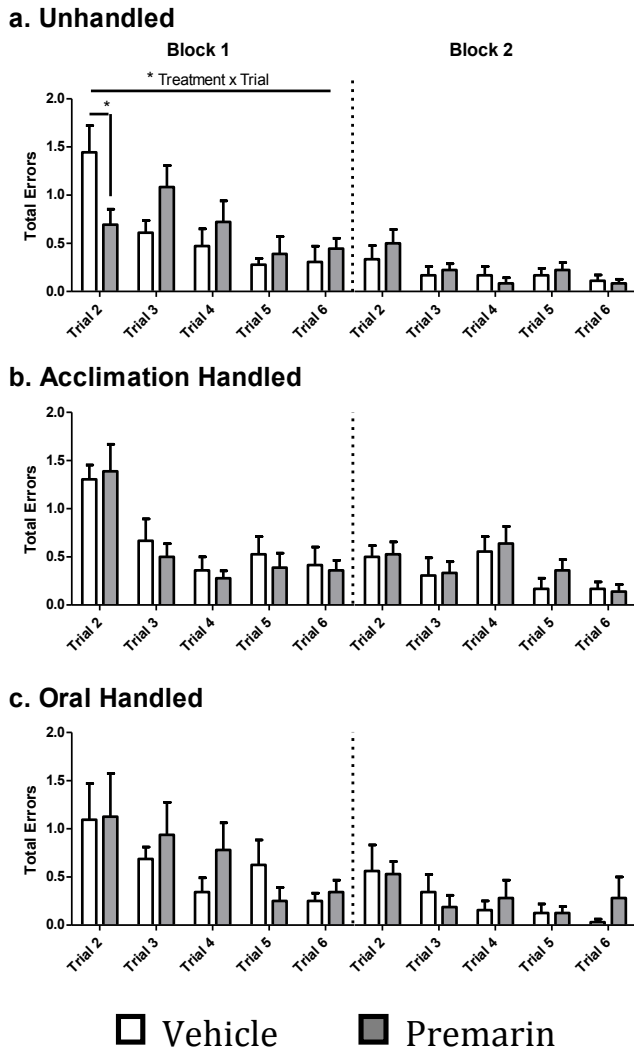 a. Unhandled
Block 1 Block 2
* Treatment x Trial
*
Total Errors
2.0
1.5
1.0
0.5
0.0
Trial 2 Trial 3 Trial 4 Trial 5 Trial 6 Trial 2 Trial 3 Trial 4 Trial 5 Trial 6
b. Acclimation Handled
Total Errors
2.0
1.5
1.0
0.5
0.0
Trial 2 Trial 3 Trial 4 Trial 5 Trial 6 Trial 2 Trial 3 Trial 4 Trial 5 Trial 6
c. Oral Handled
Total Errors
2.0
1.5
1.0
0.5
0.0
Trial 2 Trial 3 Trial 4 Trial 5 Trial 6 Trial 2 Trial 3 Trial 4 Trial 5 Trial 6
Vehicle Premarin